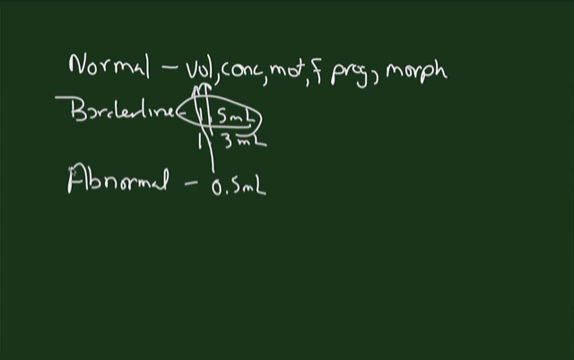 Normal - vol, conc, mot, f prog, morph
Borderline - 1.5mL
1.3mL
Abnormal - 0.5mL